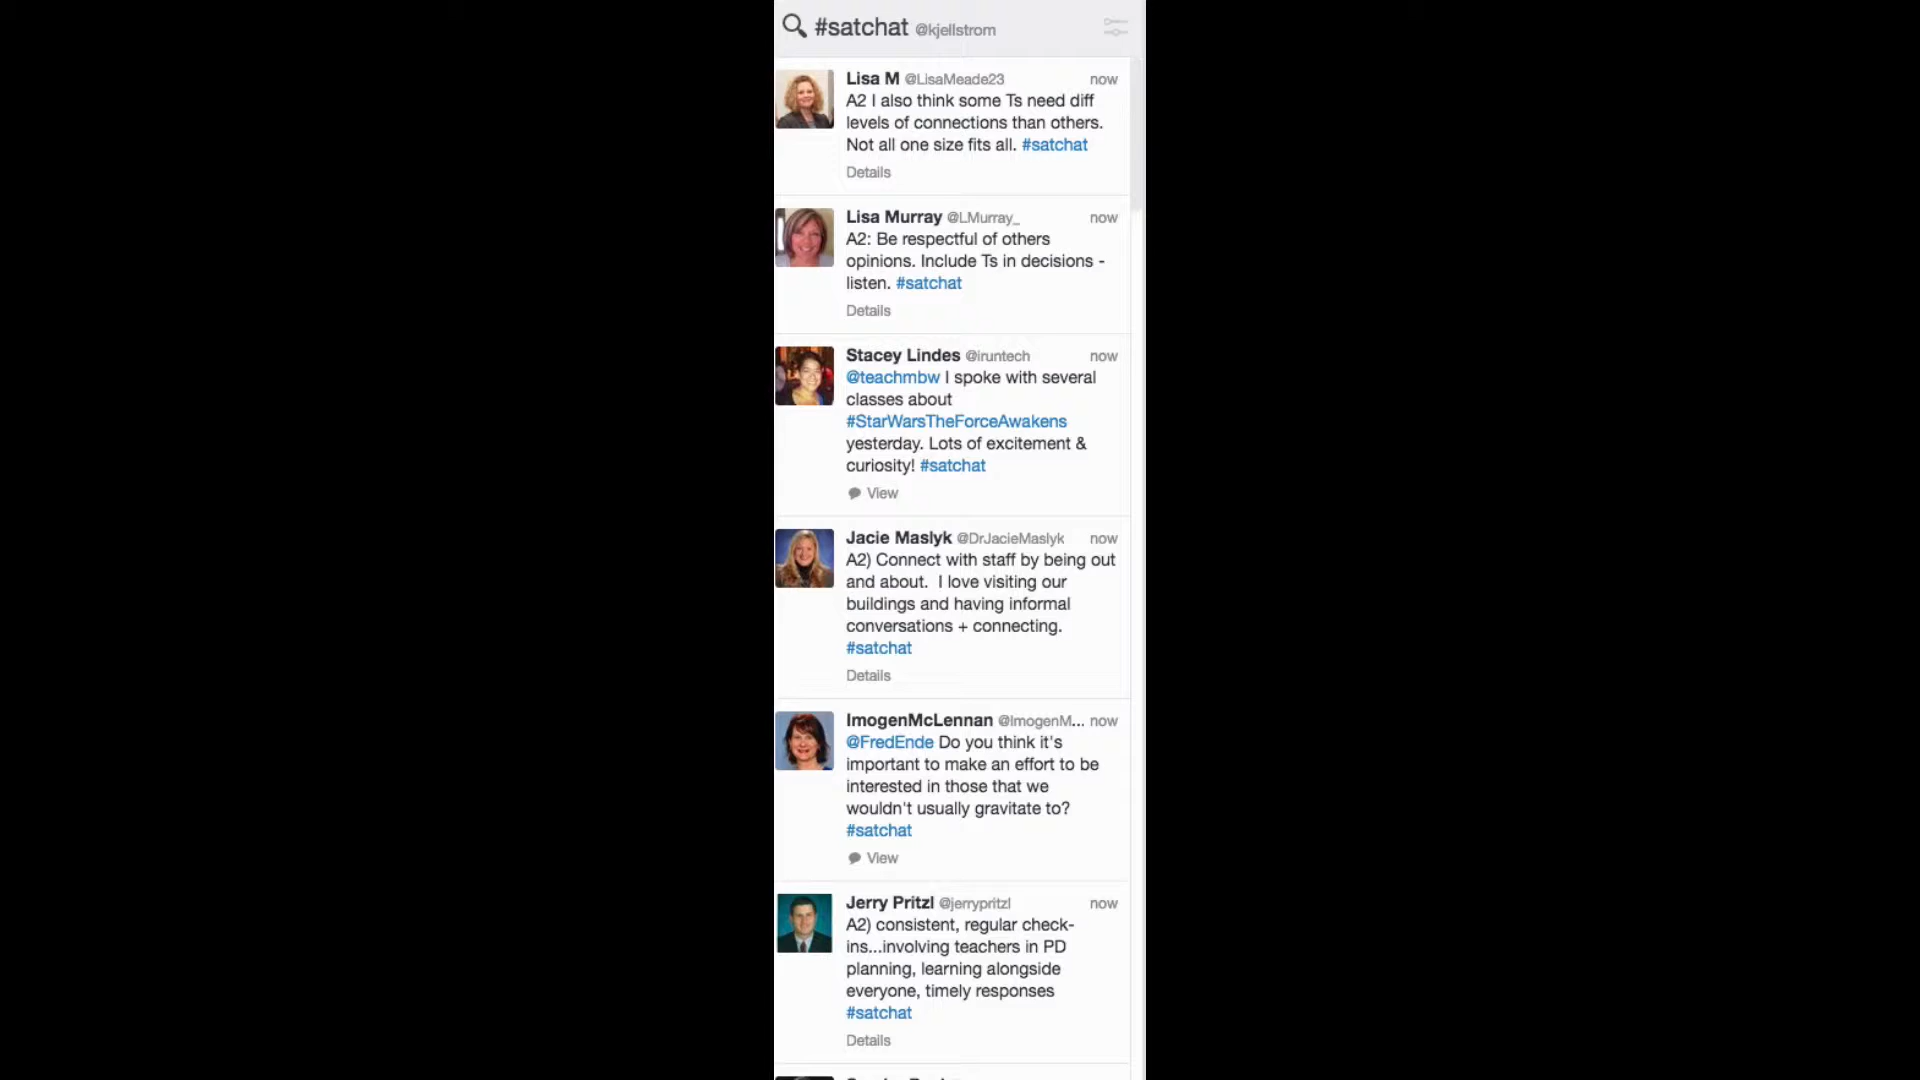 #satchat @kjellstrom
Lisa M @LisaMeade23 now
A2 I also think some Ts need diff
levels of connections than others.
Not all one size fits all. #satchat
Details
Lisa Murray @LMurray_ now
A2: Be respectful of others
opinions. Include Ts in decisions -
listen. #satchat
Details
Stacey Lindes @iruntech now
@teachmbw I spoke with several
classes about
#StarWarsTheForceAwakens
yesterday. Lots of excitement &
curiosity! #satchat
View
Jacie Maslyk @DrJacieMaslyk now
A2) Connect with staff by being out
and about.  I love visiting our
buildings and having informal
conversations + connecting.
#satchat
Details
ImogenMcLennan @ImogenM... now
@FredEnde Do you think it's
important to make an effort to be
interested in those that we
wouldn't usually gravitate to?
#satchat
View
Jerry Pritzl @jerrypritzl now
A2) consistent, regular check-
ins...involving teachers in PD
planning, learning alongside
everyone, timely responses
#satchat
Details